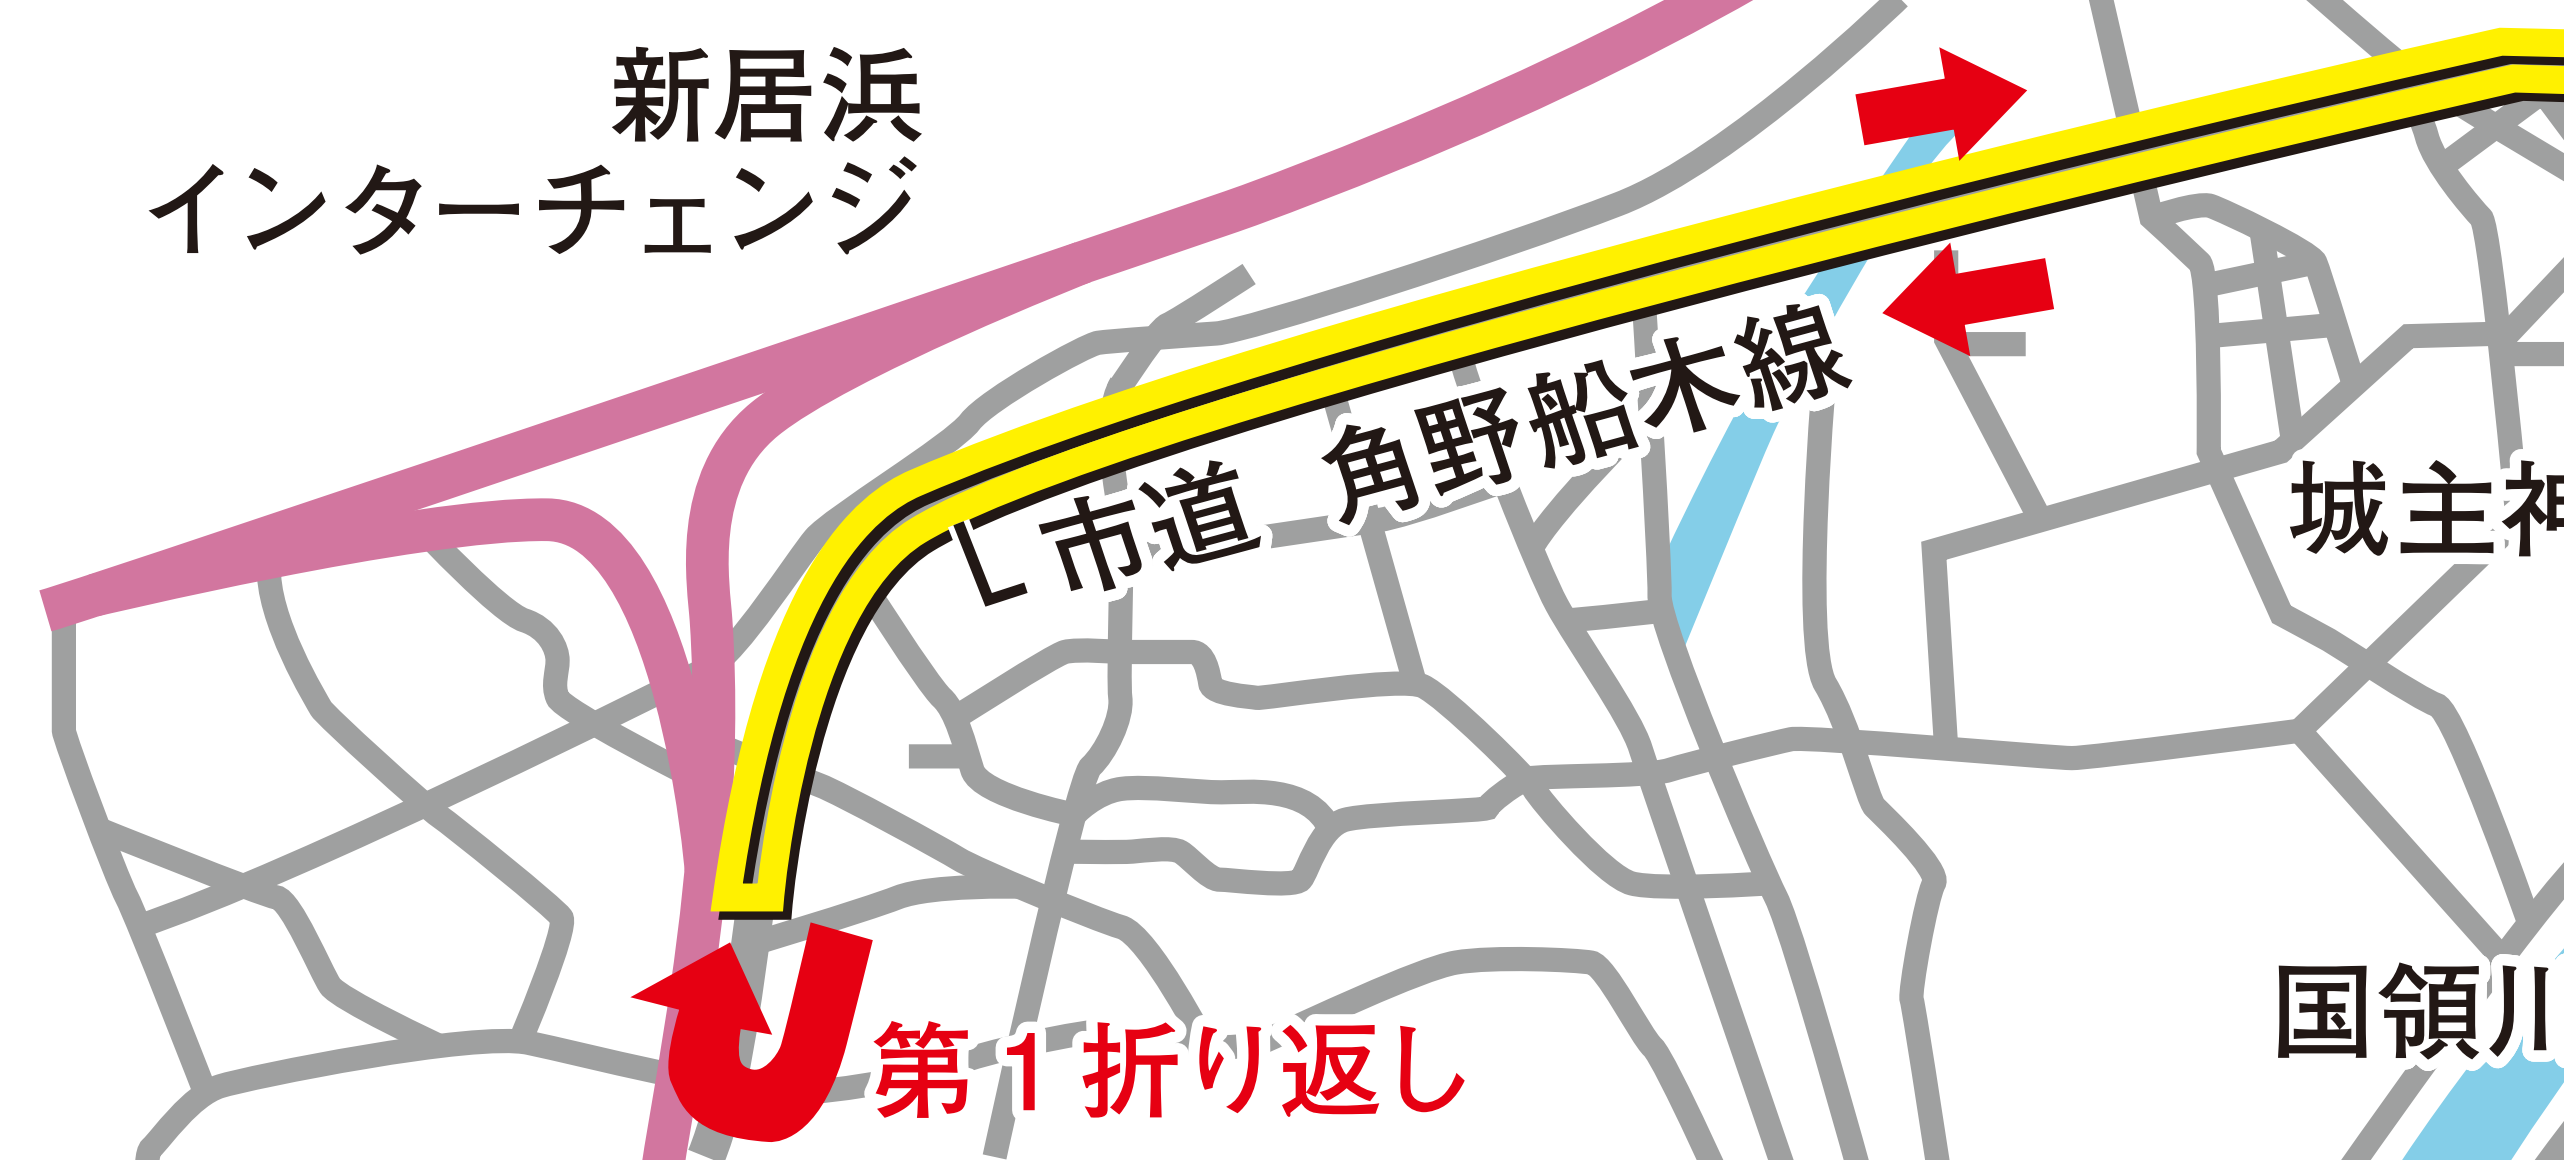 新居浜
インターチェンジ
市道 角野船木線
城主神
国領川
第1折り返し